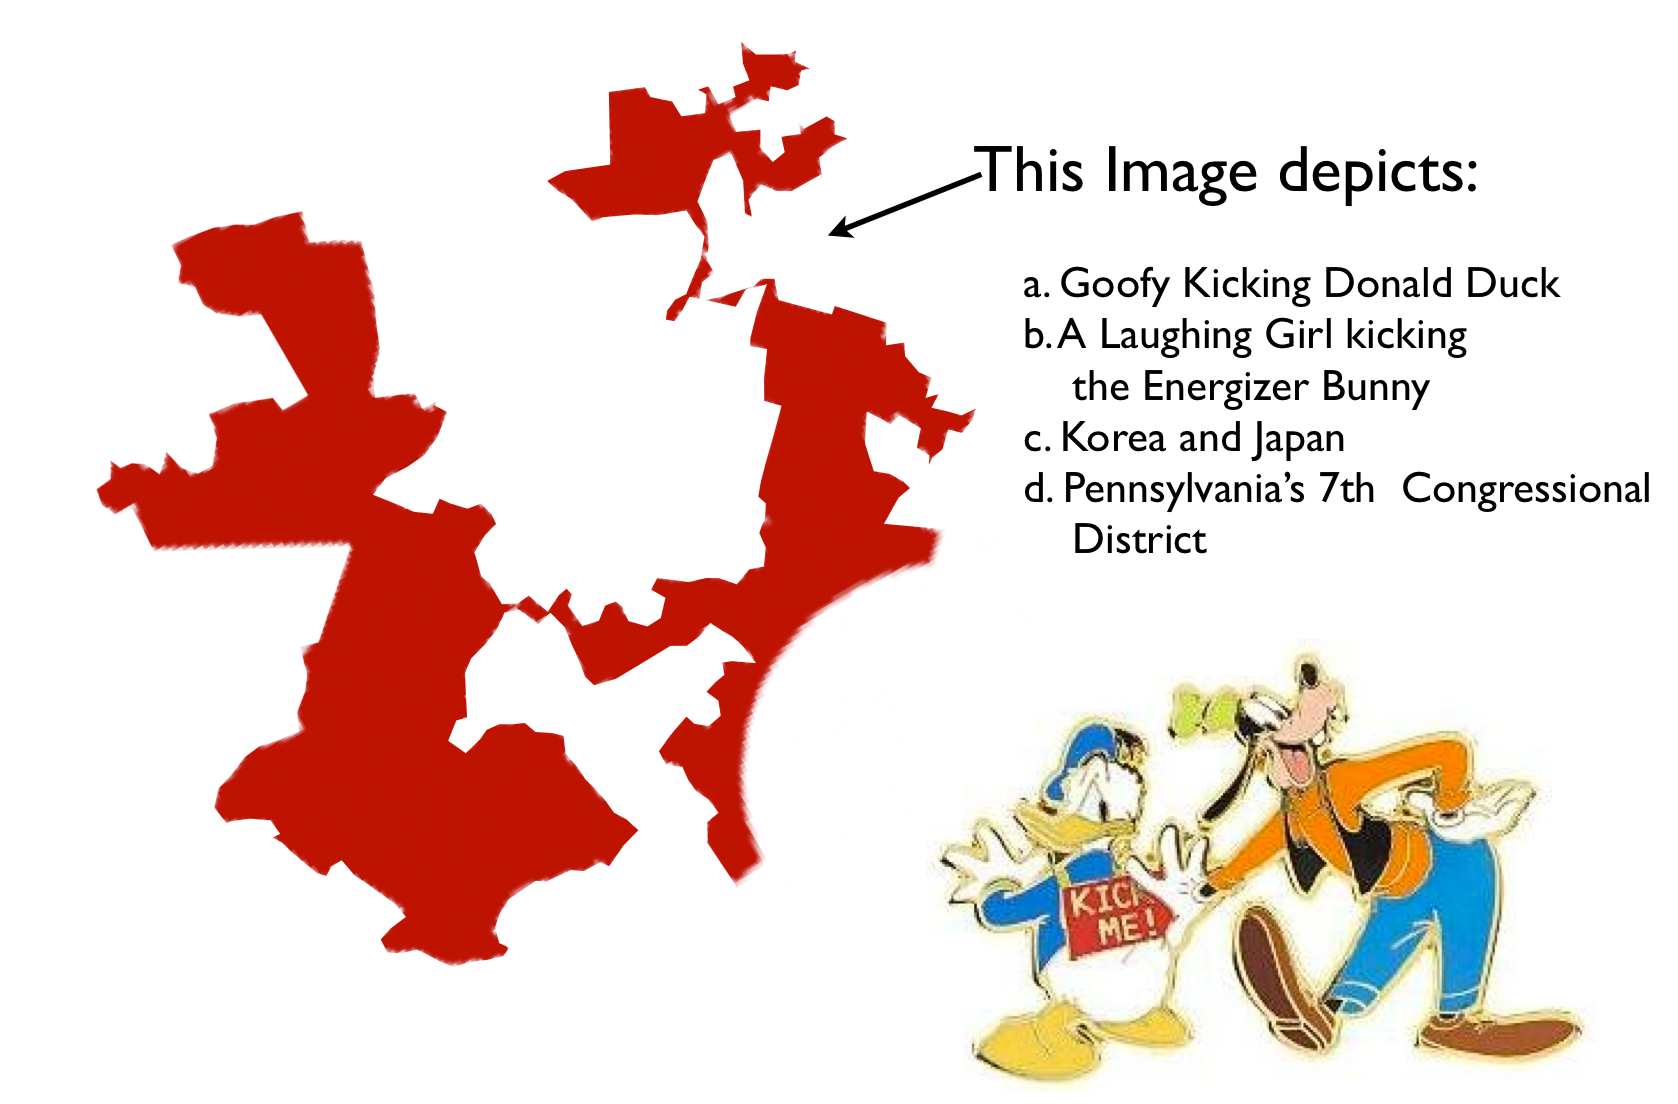 This Image depicts:
a. Goofy Kicking Donald Duck
b. A Laughing Girl kicking
the Energizer Bunny
c. Korea and Japan
d. Pennsylvania's 7th Congressional
District
KICK
ME!